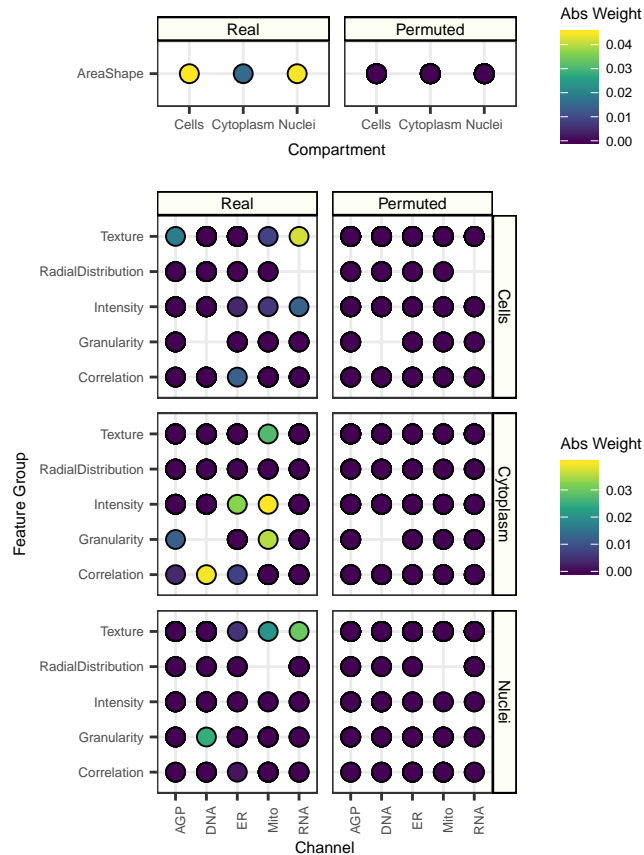 Real Permuted
AreaShape
Cells Cytoplasm Nuclei Cells Cytoplasm Nuclei
Compartment
Abs Weight
0.04
0.03
0.02
0.01
0.00
Real Permuted
Texture
RadialDistribution
Intensity
Granularity
Correlation
Cells
Texture
RadialDistribution
Intensity
Granularity
Correlation
Cytoplasm
Texture
RadialDistribution
Intensity
Granularity
Correlation
Nuclei
Feature Group
AGP DNA ER Mito RNA AGP DNA ER Mito RNA
Channel
Abs Weight
0.04
0.03
0.02
0.01
0.00